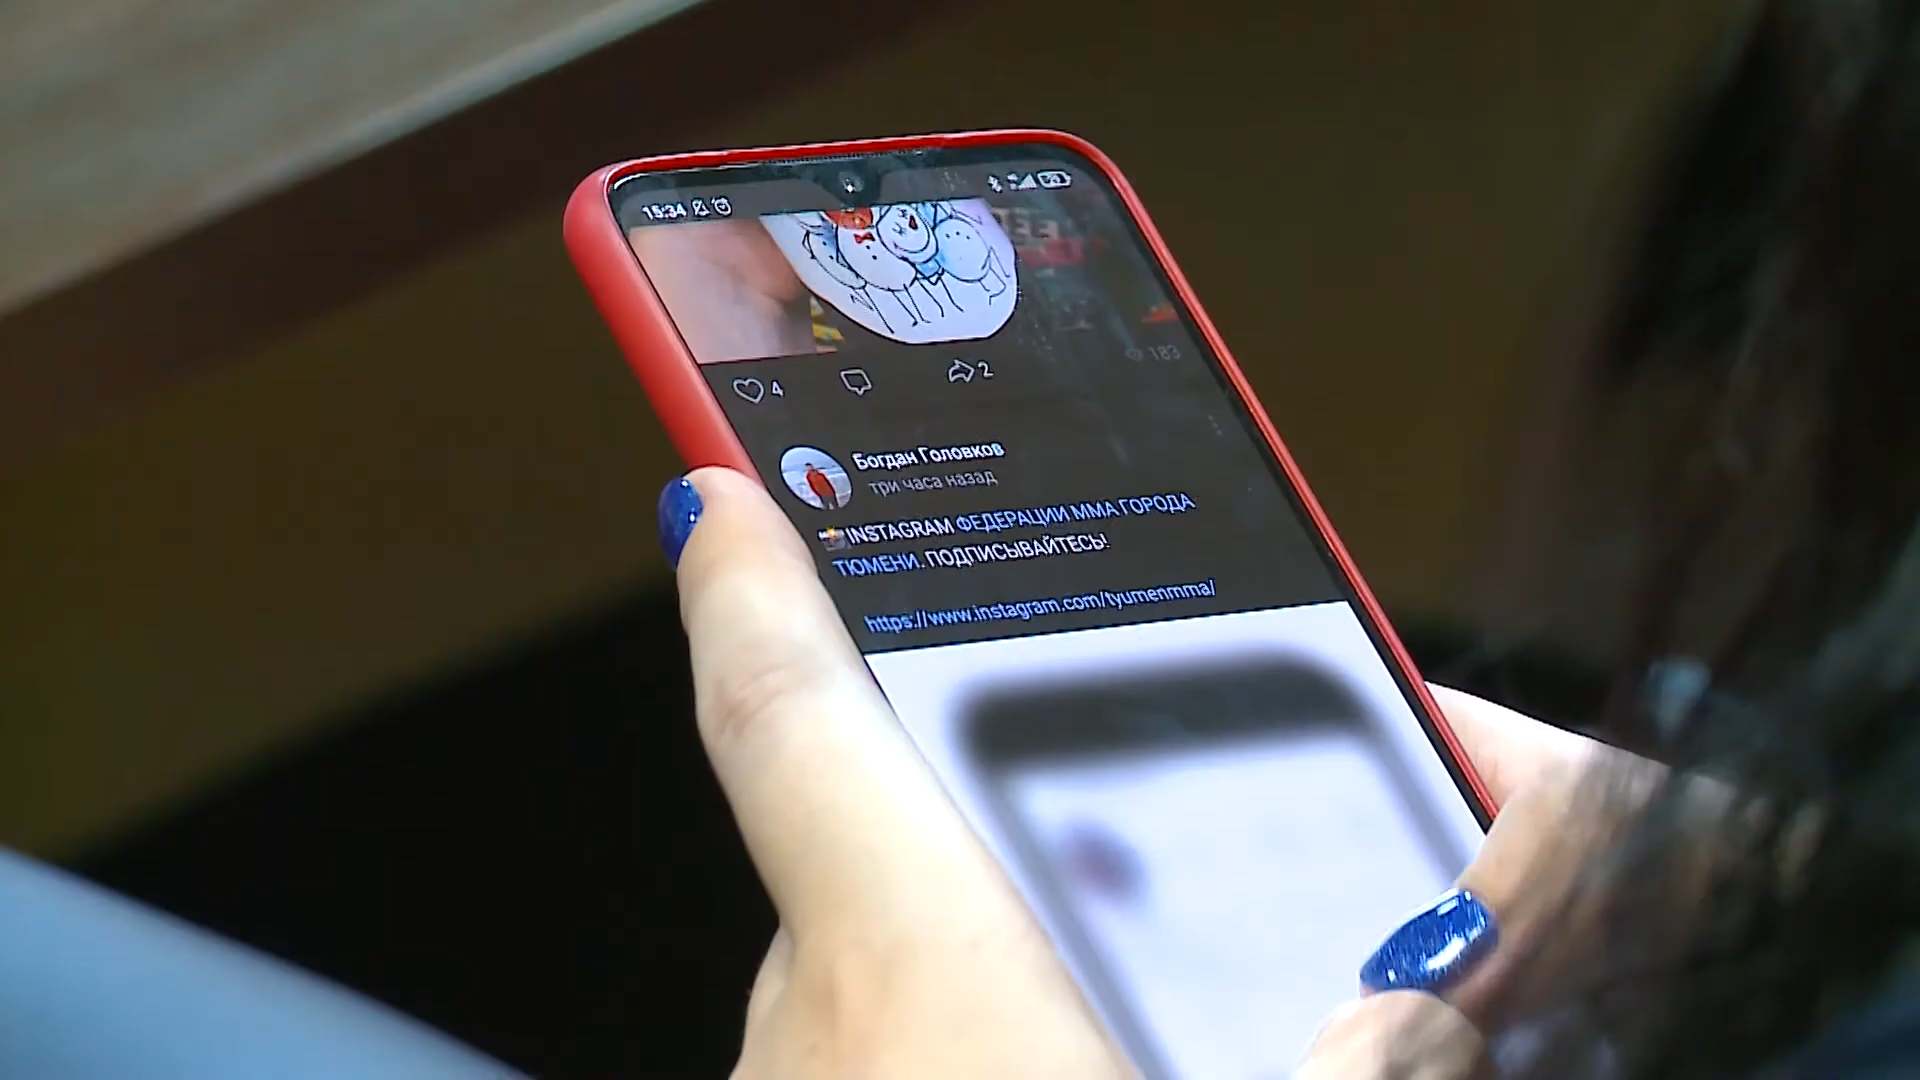 15:34
4
2
183
Богдан Головков
три часа назад
INSTAGRAM ФЕДЕРАЦИИ ММА ГОРОДА
ТЮМЕНИ. ПОДПИСЫВАЙТЕСЬ!
https://www.instagram.com/tyumenmma/